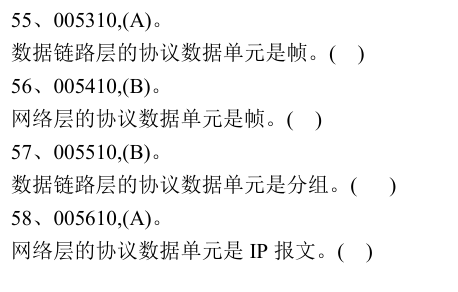 55、005310,(A)。
数据链路层的协议数据单元是帧。(    )
56、005410,(B)。
网络层的协议数据单元是帧。(    )
57、005510,(B)。
数据链路层的协议数据单元是分组。(      )
58、005610,(A)。
网络层的协议数据单元是 IP 报文。(    )